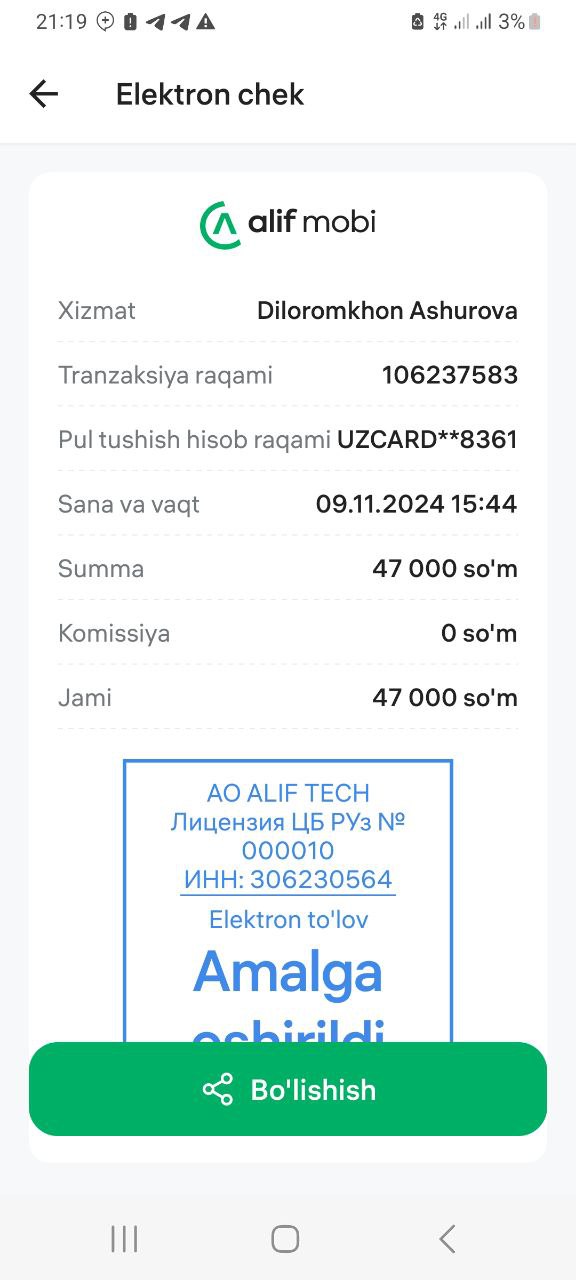 21:19 4G 3%
Elektron chek
alif mobi
Xizmat Diloromkhon Ashurova
Tranzaksiya raqami 106237583
Pul tushish hisob raqami UZCARD**8361
Sana va vaqt 09.11.2024 15:44
Summa 47 000 so'm
Komissiya 0 so'm
Jami 47 000 so'm
АО ALIF TECH
Лицензия ЦБ РУз №
000010
ИНН: 306230564
Elektron to'lov
Amalga
oshirildi
Bo'lishish